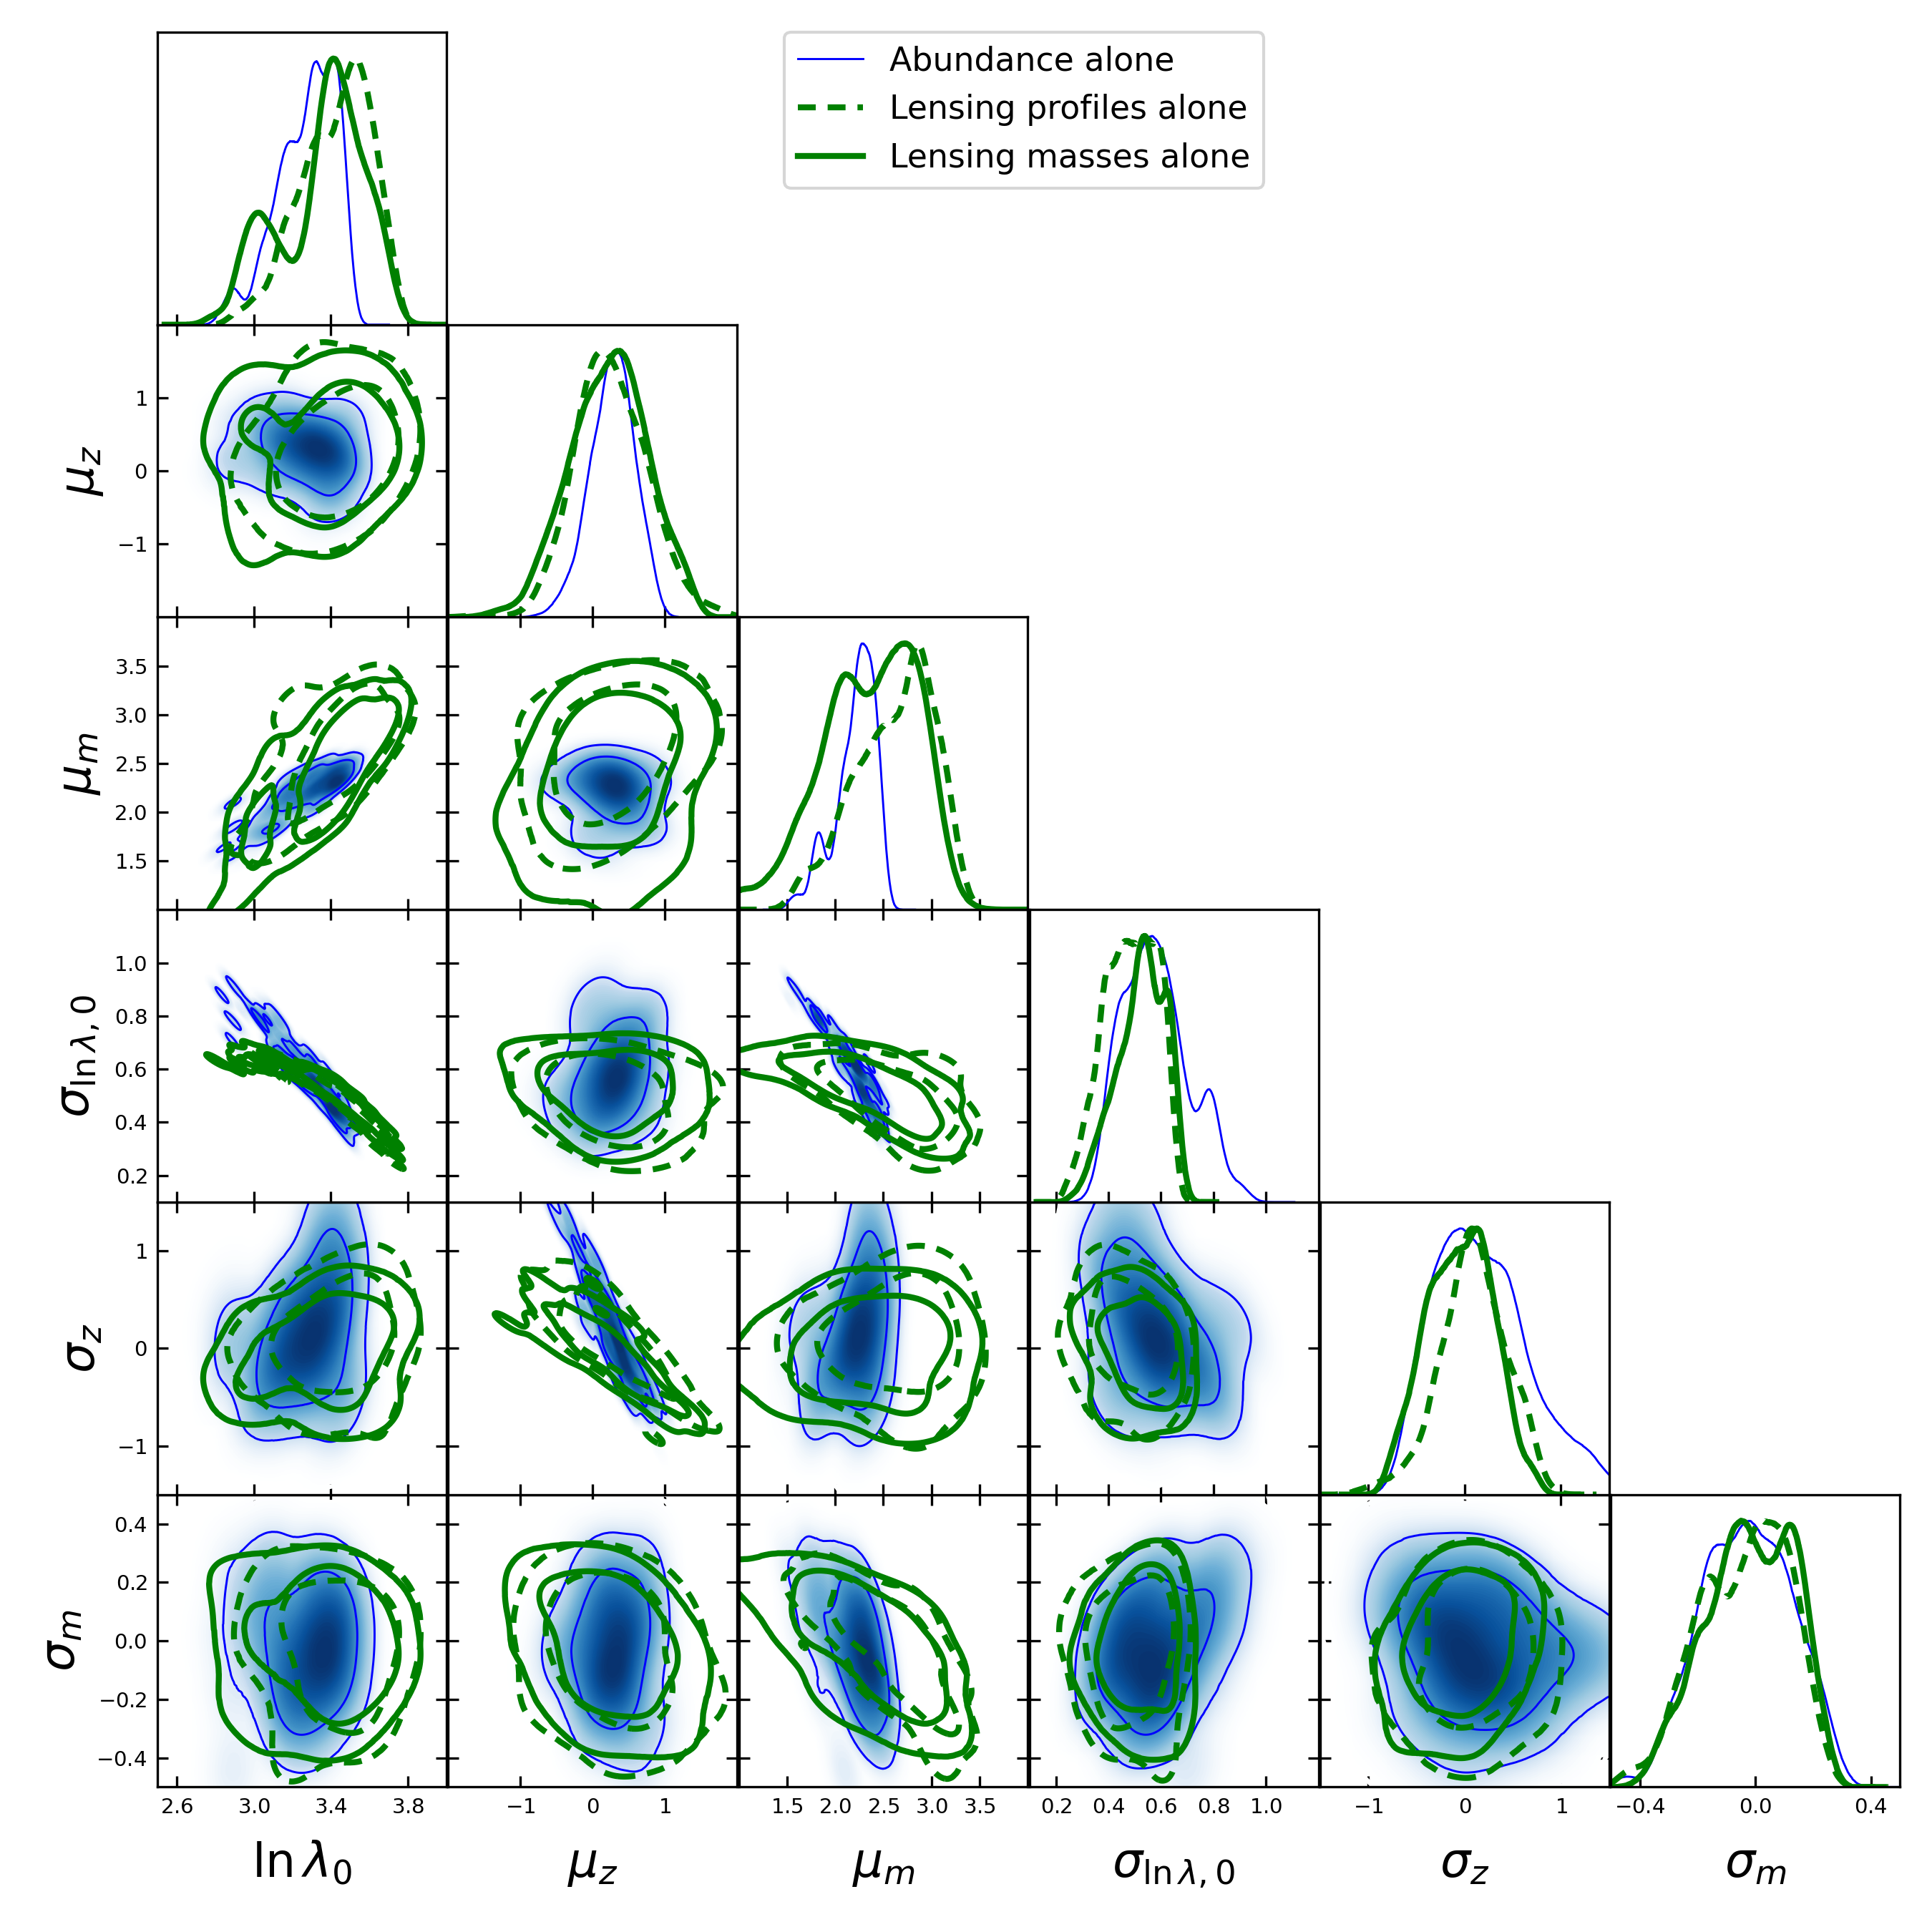 Abundance alone
Lensing profiles alone
Lensing masses alone
1
0
−1
μz
3.5
3.0
2.5
2.0
1.5
μm
1.0
0.8
0.6
0.4
0.2
σln λ, 0
1
0
−1
σz
0.4
0.2
0.0
−0.2
−0.4
σm
2.6 3.0 3.4 3.8 −1 0 1 1.5 2.0 2.5 3.0 3.5 0.2 0.4 0.6 0.8 1.0 −1 0 1 −0.4 0.0 0.4
ln λ0 μz μm σln λ, 0 σz σm